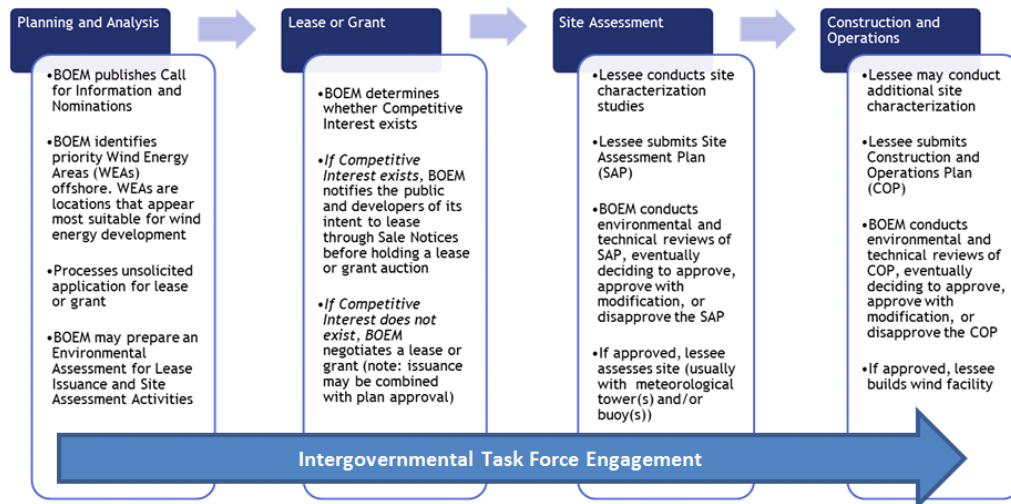 Planning and Analysis
•BOEM publishes Call
for Information and
Nominations
•BOEM identifies
priority Wind Energy
Areas (WEAs)
offshore. WEAs are
locations that appear
most suitable for wind
energy development
•Processes unsolicited
application for lease
or grant
•BOEM may prepare an
Environmental
Assessment for Lease
Issuance and Site
Assessment Activities
Lease or Grant
•BOEM determines
whether Competitive
Interest exists
•If Competitive
Interest exists, BOEM
notifies the public
and developers of its
intent to lease
through Sale Notices
before holding a lease
or grant auction
•If Competitive
Interest does not
exist, BOEM
negotiates a lease or
grant (note: issuance
may be combined
with plan approval)
Site Assessment
•Lessee conducts site
characterization
studies
•Lessee submits Site
Assessment Plan
(SAP)
•BOEM conducts
environmental and
technical reviews of
SAP, eventually
deciding to approve,
approve with
modification, or
disapprove the SAP
•If approved, lessee
assesses site (usually
with meteorological
tower(s) and/or
buoy(s))
Construction and
Operations
•Lessee may conduct
additional site
characterization
•Lessee submits
Construction and
Operations Plan
(COP)
•BOEM conducts
environmental and
technical reviews of
COP, eventually
deciding to approve,
approve with
modification, or
disapprove the COP
•If approved, lessee
builds wind facility
Intergovernmental Task Force Engagement